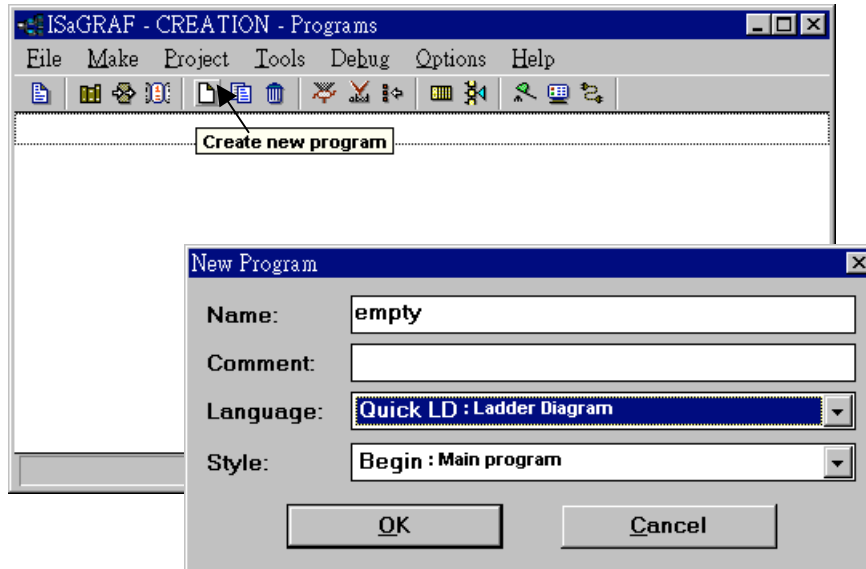 ISaGRAF - CREATION - Programs
File Make Project Tools Debug Options Help
Create new program
New Program
Name: empty
Comment:
Language: Quick LD : Ladder Diagram
Style: Begin : Main program
OK Cancel